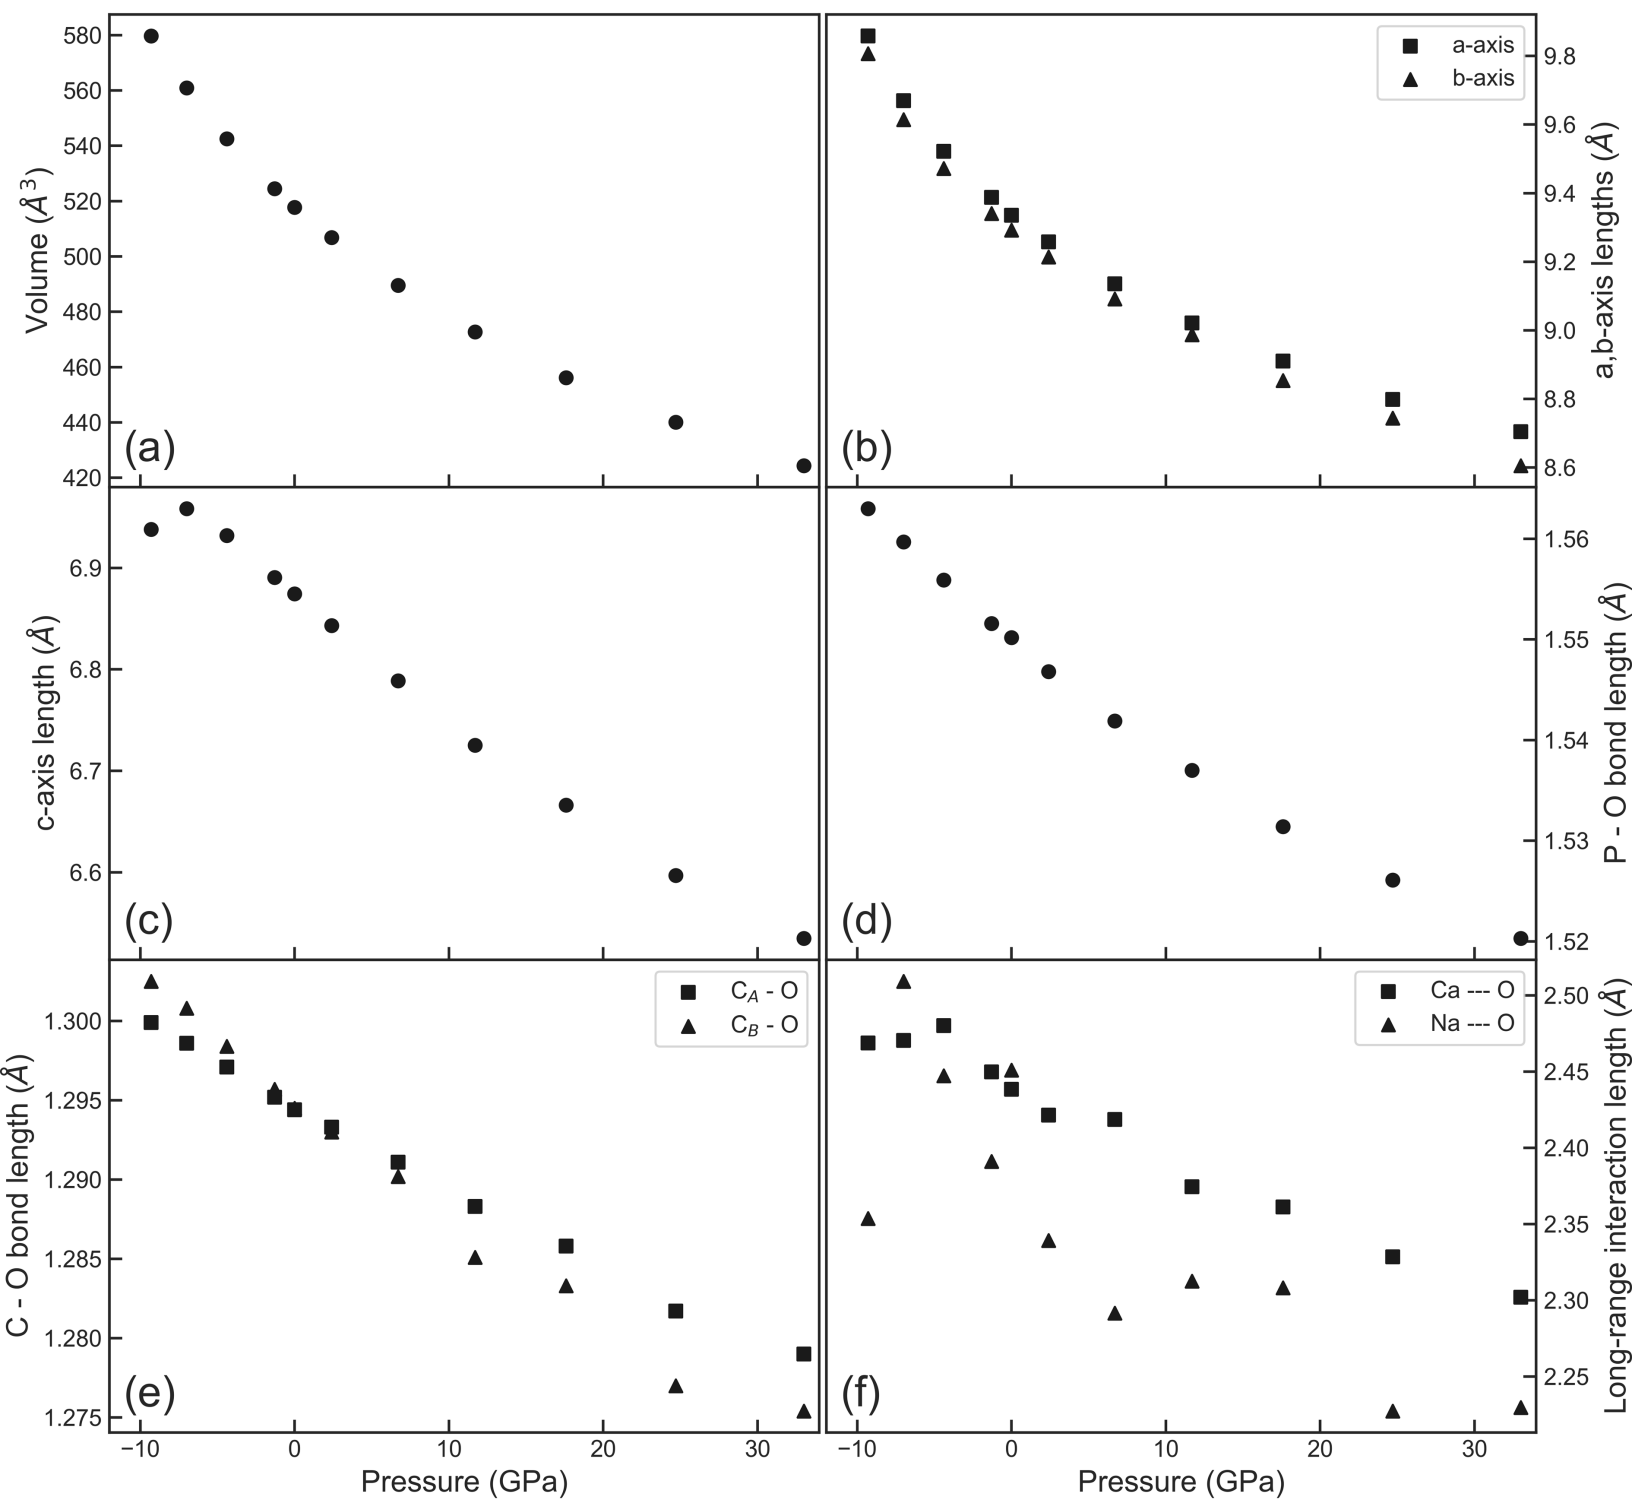 580
560
540
520
500
480
460
440
420
Volume (Å³)
(a)
a-axis
b-axis
9.8
9.6
9.4
9.2
9.0
8.8
8.6
a,b-axis lengths (Å)
(b)
6.9
6.8
6.7
6.6
c-axis length (Å)
(c)
1.56
1.55
1.54
1.53
1.52
P - O bond length (Å)
(d)
C_A - O
C_B - O
1.300
1.295
1.290
1.285
1.280
1.275
C - O bond length (Å)
(e)
−10 0 10 20 30
Pressure (GPa)
Ca --- O
Na --- O
2.50
2.45
2.40
2.35
2.30
2.25
Long-range interaction length (Å)
(f)
−10 0 10 20 30
Pressure (GPa)